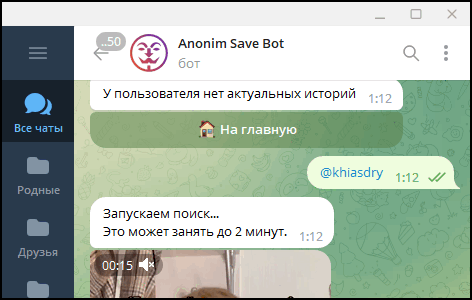 ..50
Anonim Save Bot
бот
Все чаты
Родные
Друзья
У пользователя нет актуальных историй
1:12
🏠 На главную
@khiasdry
1:12
Запускаем поиск...
Это может занять до 2 минут.
1:12
00:15